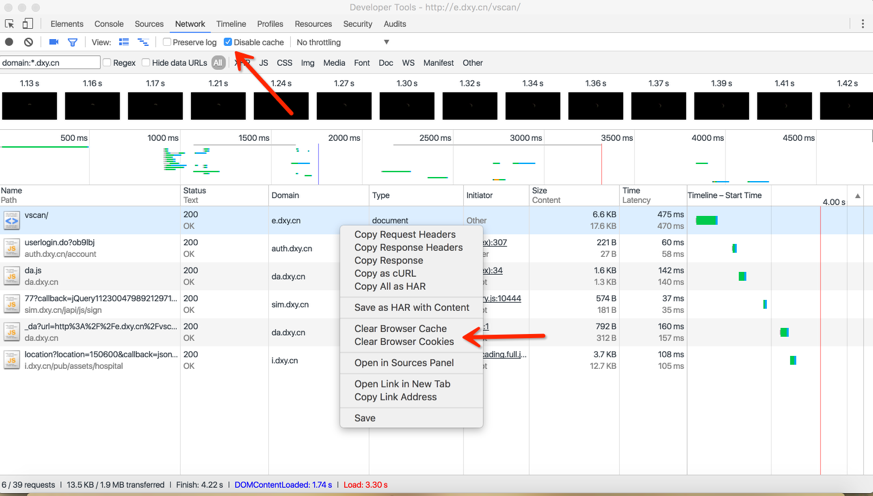 Developer Tools - http://e.dxy.cn/vscan/
Elements Console Sources Network Timeline Profiles Resources Security Audits
View: Preserve log Disable cache No throttling
domain:*.dxy.cn Regex Hide data URLs All JS CSS Img Media Font Doc WS Manifest Other
1.13 s 1.16 s 1.17 s 1.21 s 1.24 s 1.27 s 1.30 s 1.32 s 1.34 s 1.36 s 1.37 s 1.39 s 1.41 s 1.42 s
500 ms 1000 ms 1500 ms 2000 ms 2500 ms 3000 ms 3500 ms 4000 ms 4500 ms
Name Status Domain Type Initiator Size Time Timeline – Start Time
Path Text Content Latency 4.00 s
vscan/ 200 e.dxy.cn document Other 6.6 KB 475 ms
OK 17.6 KB 470 ms
userlogin.do?ob9lbj 200 auth.dxy.cn ex):307 221 B 60 ms
auth.dxy.cn/account OK 27 B 58 ms
da.js 200 da.dxy.cn ex):34 1.6 KB 142 ms
da.dxy.cn OK 1.3 KB 140 ms
77?callback=jQuery11230047989212971... 200 sim.dxy.cn ry.js:10444 574 B 37 ms
sim.dxy.cn/japi/js/sign OK 181 B 35 ms
_da?url=http%3A%2F%2Fe.dxy.cn%2Fvsc... 200 da.dxy.cn :1 792 B 160 ms
da.dxy.cn OK 312 B 157 ms
location?location=150600&callback=json... 200 i.dxy.cn ading.full.j... 3.7 KB 108 ms
i.dxy.cn/pub/assets/hospital OK 12.7 KB 105 ms
Copy Request Headers
Copy Response Headers
Copy Response
Copy as cURL
Copy All as HAR
Save as HAR with Content
Clear Browser Cache
Clear Browser Cookies
Open in Sources Panel
Open Link in New Tab
Copy Link Address
Save
6 / 39 requests | 13.5 KB / 1.9 MB transferred | Finish: 4.22 s | DOMContentLoaded: 1.74 s | Load: 3.30 s